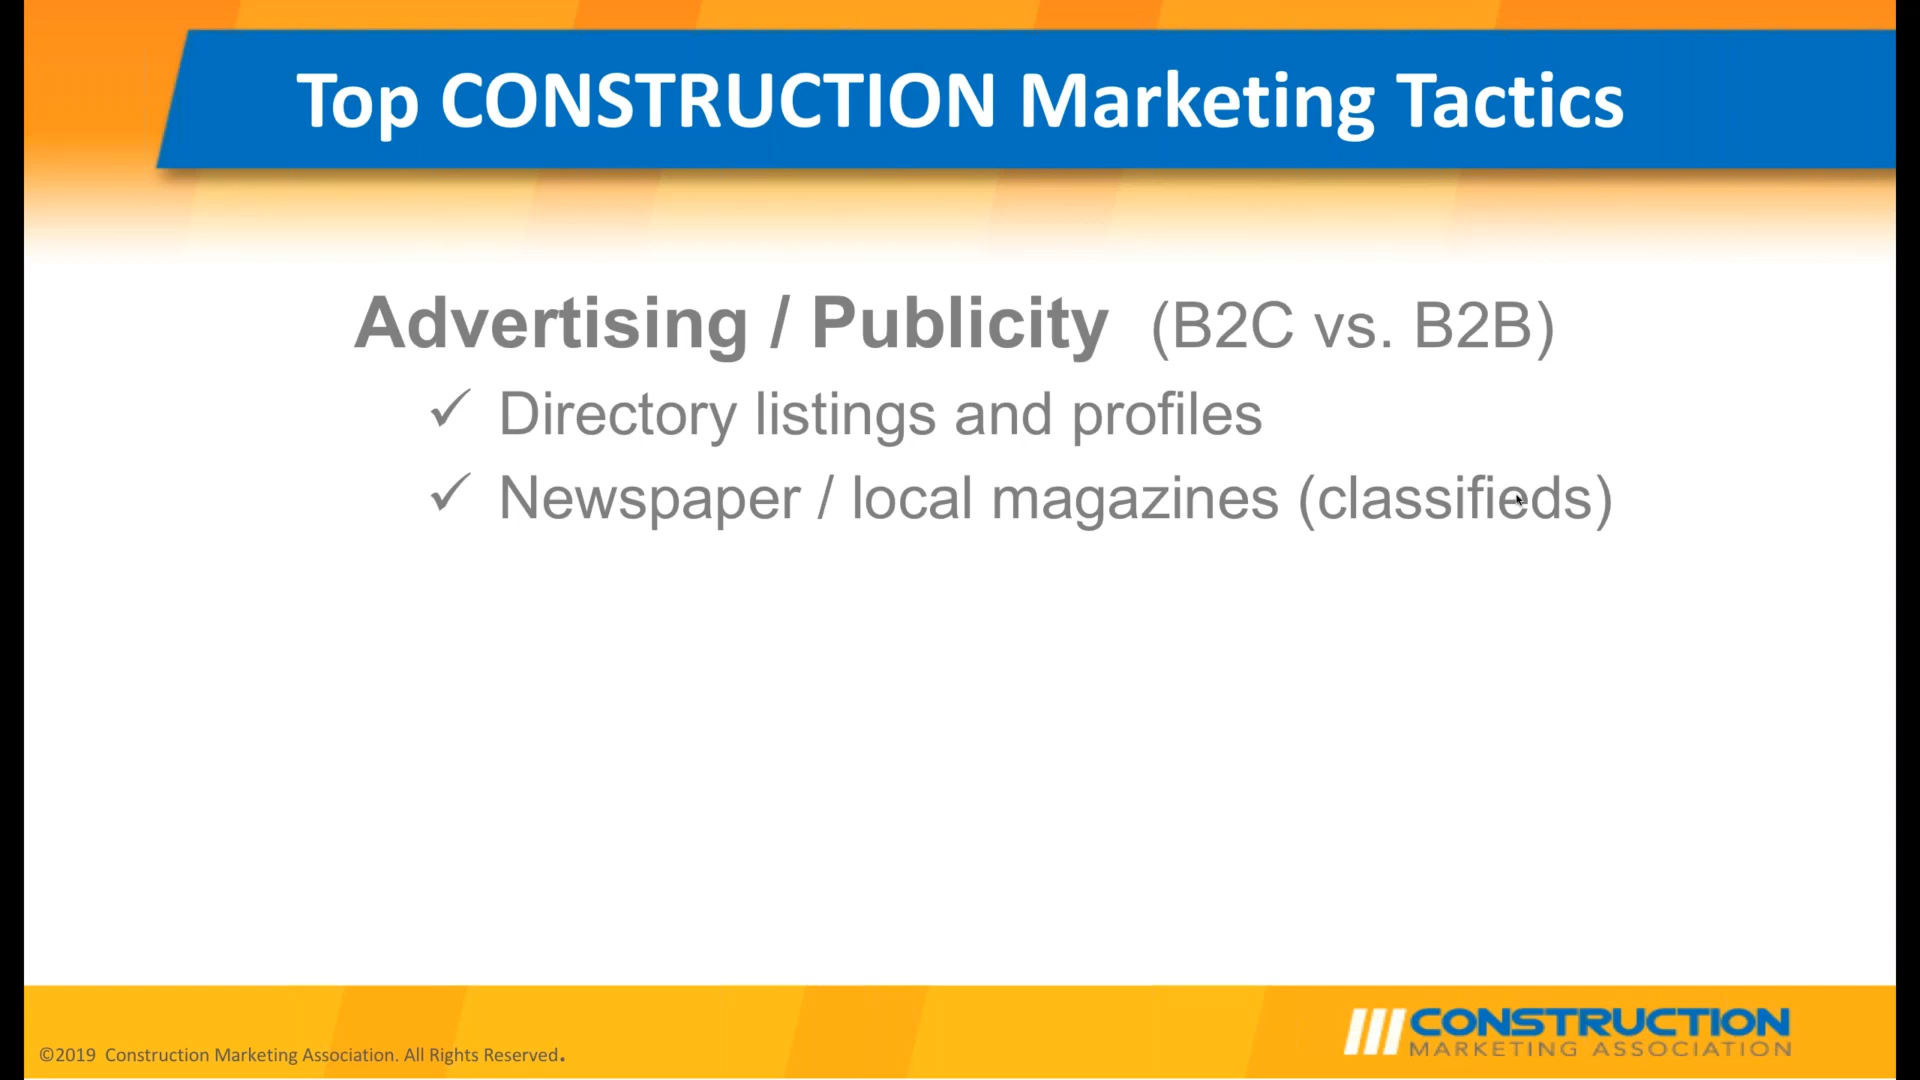 Top CONSTRUCTION Marketing Tactics
Advertising / Publicity (B2C vs. B2B)
✓ Directory listings and profiles
✓ Newspaper / local magazines (classifieds)
©2019 Construction Marketing Association. All Rights Reserved.
CONSTRUCTION
MARKETING ASSOCIATION